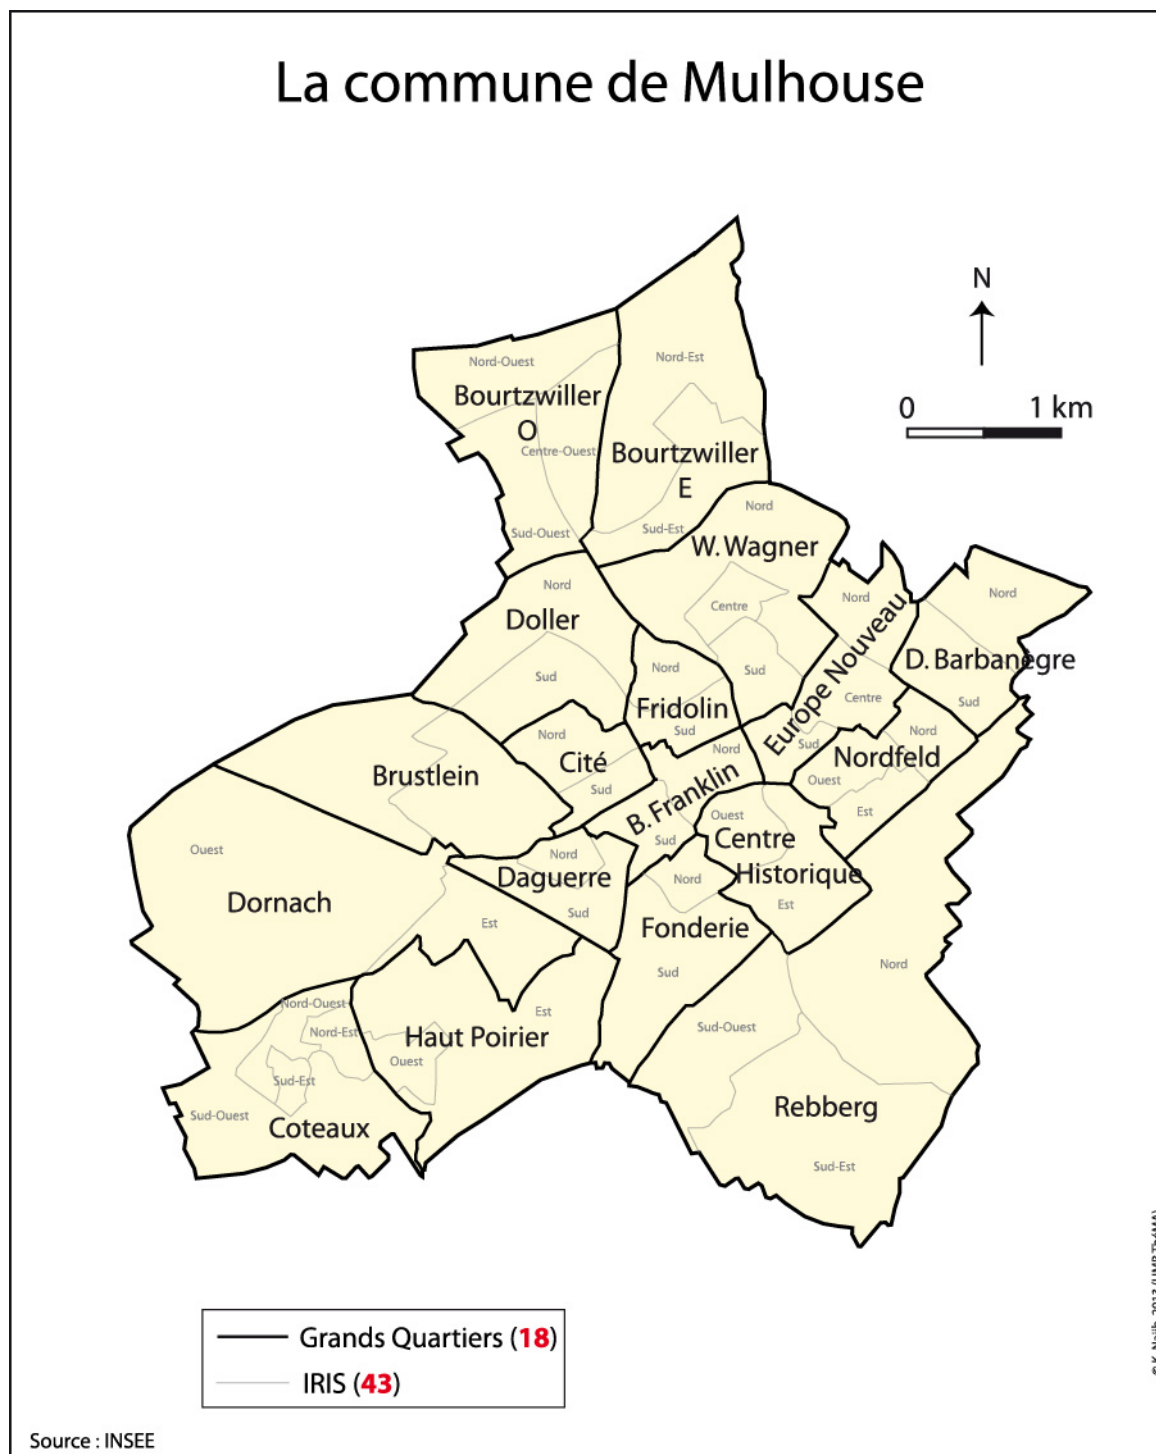 La commune de Mulhouse
N
0 1 km
Nord-Est
Nord-Ouest
Bourtzwiller
O
Centre-Ouest
Sud-Ouest
Bourtzwiller
E
Sud-Est
Nord
W. Wagner
Centre
Sud
Nord
Doller
Sud
Nord
Fridolin
Sud
Nord
Europe Nouveau
Centre
Sud
Nord
D. Barbanègre
Sud
Nord
Nordfeld
Ouest
Est
Nord
Cité
Sud
Brustlein
Nord
B. Franklin
Sud
Ouest
Centre
Historique
Est
Ouest
Dornach
Est
Nord
Daguerre
Sud
Nord
Fonderie
Sud
Nord
Sud-Ouest
Rebberg
Sud-Est
Est
Haut Poirier
Ouest
Nord-Ouest
Nord-Est
Sud-Est
Sud-Ouest
Coteaux
Grands Quartiers (18)
IRIS (43)
Source : INSEE